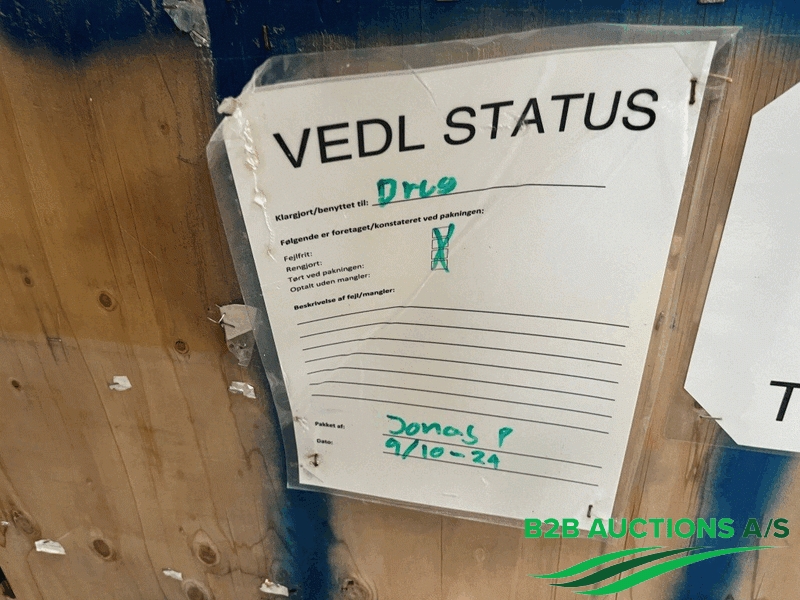 VEDL STATUS
Klargjort/benyttet til: Drus
Følgende er foretaget/konstateret ved pakningen:
Fejlfrit:
Rengjort:
Tørt ved pakningen:
Optalt uden mangler:
Beskrivelse af fejl/mangler:
Pakket af: Jonas P
Dato: 9/10-24
T
B2B AUCTIONS A/S